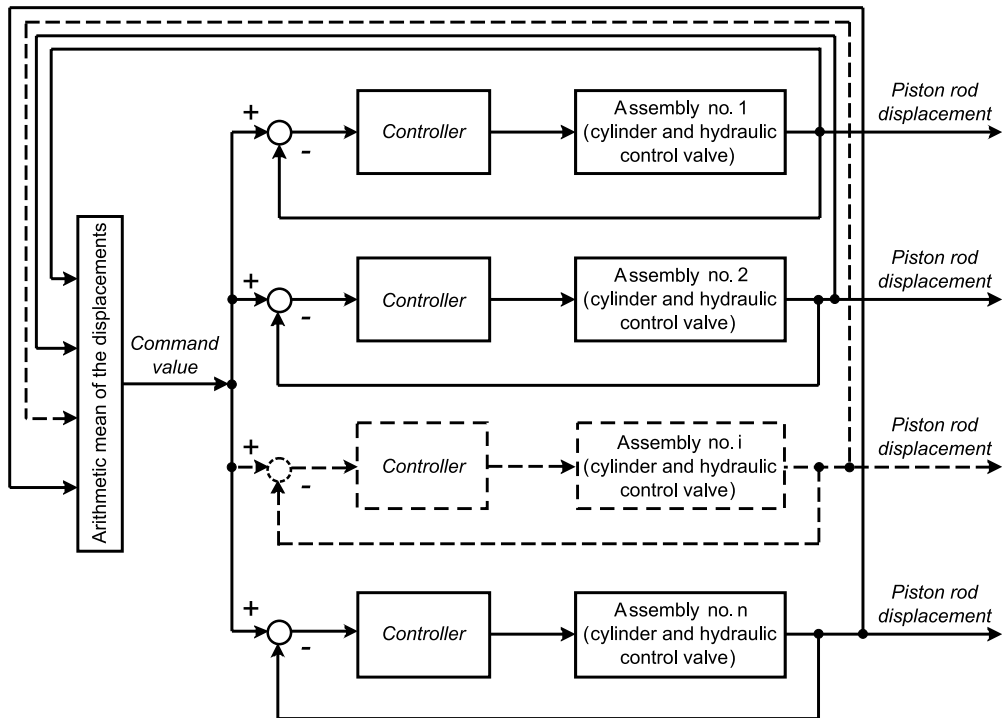 Piston rod
displacement
+
Controller
Assembly no. 1
(cylinder and hydraulic
control valve)
-
Arithmetic mean of the displacements
Piston rod
displacement
+
Controller
Assembly no. 2
(cylinder and hydraulic
control valve)
-
Command
value
Piston rod
displacement
+
Controller
Assembly no. i
(cylinder and hydraulic
control valve)
-
Piston rod
displacement
+
Controller
Assembly no. n
(cylinder and hydraulic
control valve)
-